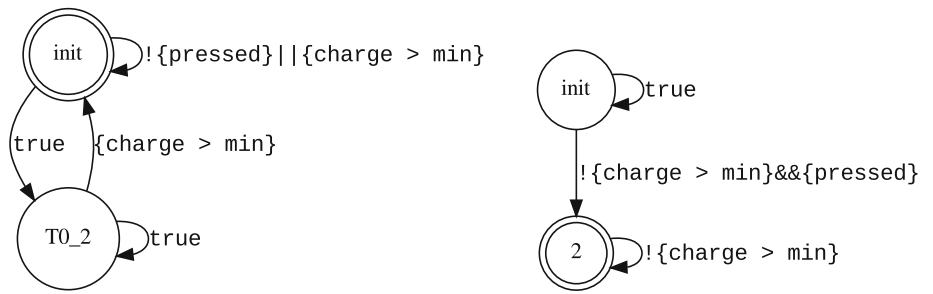 init
!{pressed}||{charge > min}
true
{charge > min}
T0_2
true
init
true
!{charge > min}&&{pressed}
2
!{charge > min}